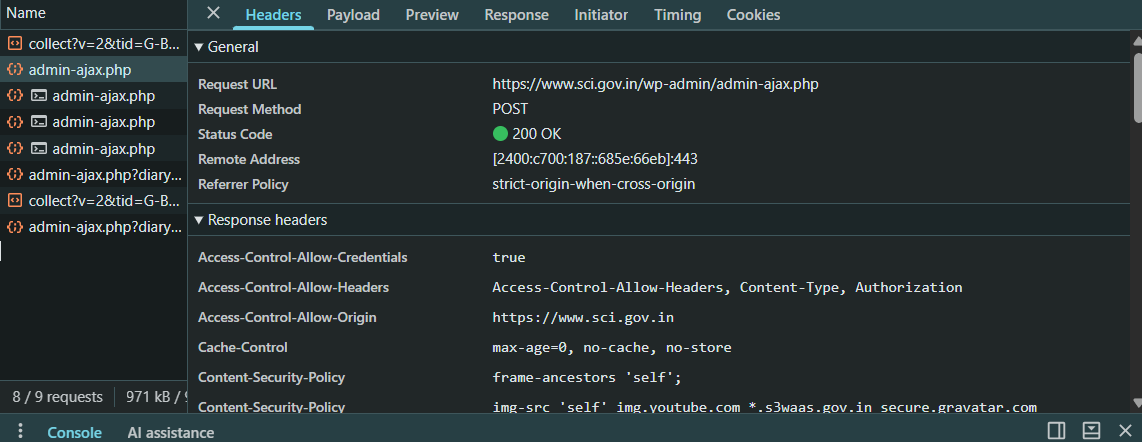 Name
Headers Payload Preview Response Initiator Timing Cookies
collect?v=2&tid=G-B...
admin-ajax.php
admin-ajax.php
admin-ajax.php
admin-ajax.php
admin-ajax.php?diary...
collect?v=2&tid=G-B...
admin-ajax.php?diary...
General
Request URL https://www.sci.gov.in/wp-admin/admin-ajax.php
Request Method POST
Status Code 200 OK
Remote Address [2400:c700:187::685e:66eb]:443
Referrer Policy strict-origin-when-cross-origin
Response headers
Access-Control-Allow-Credentials true
Access-Control-Allow-Headers Access-Control-Allow-Headers, Content-Type, Authorization
Access-Control-Allow-Origin https://www.sci.gov.in
Cache-Control max-age=0, no-cache, no-store
Content-Security-Policy frame-ancestors 'self';
Content-Security-Policy img-src 'self' img.youtube.com *.s3waas.gov.in secure.gravatar.com
8 / 9 requests 971 kB /
Console AI assistance